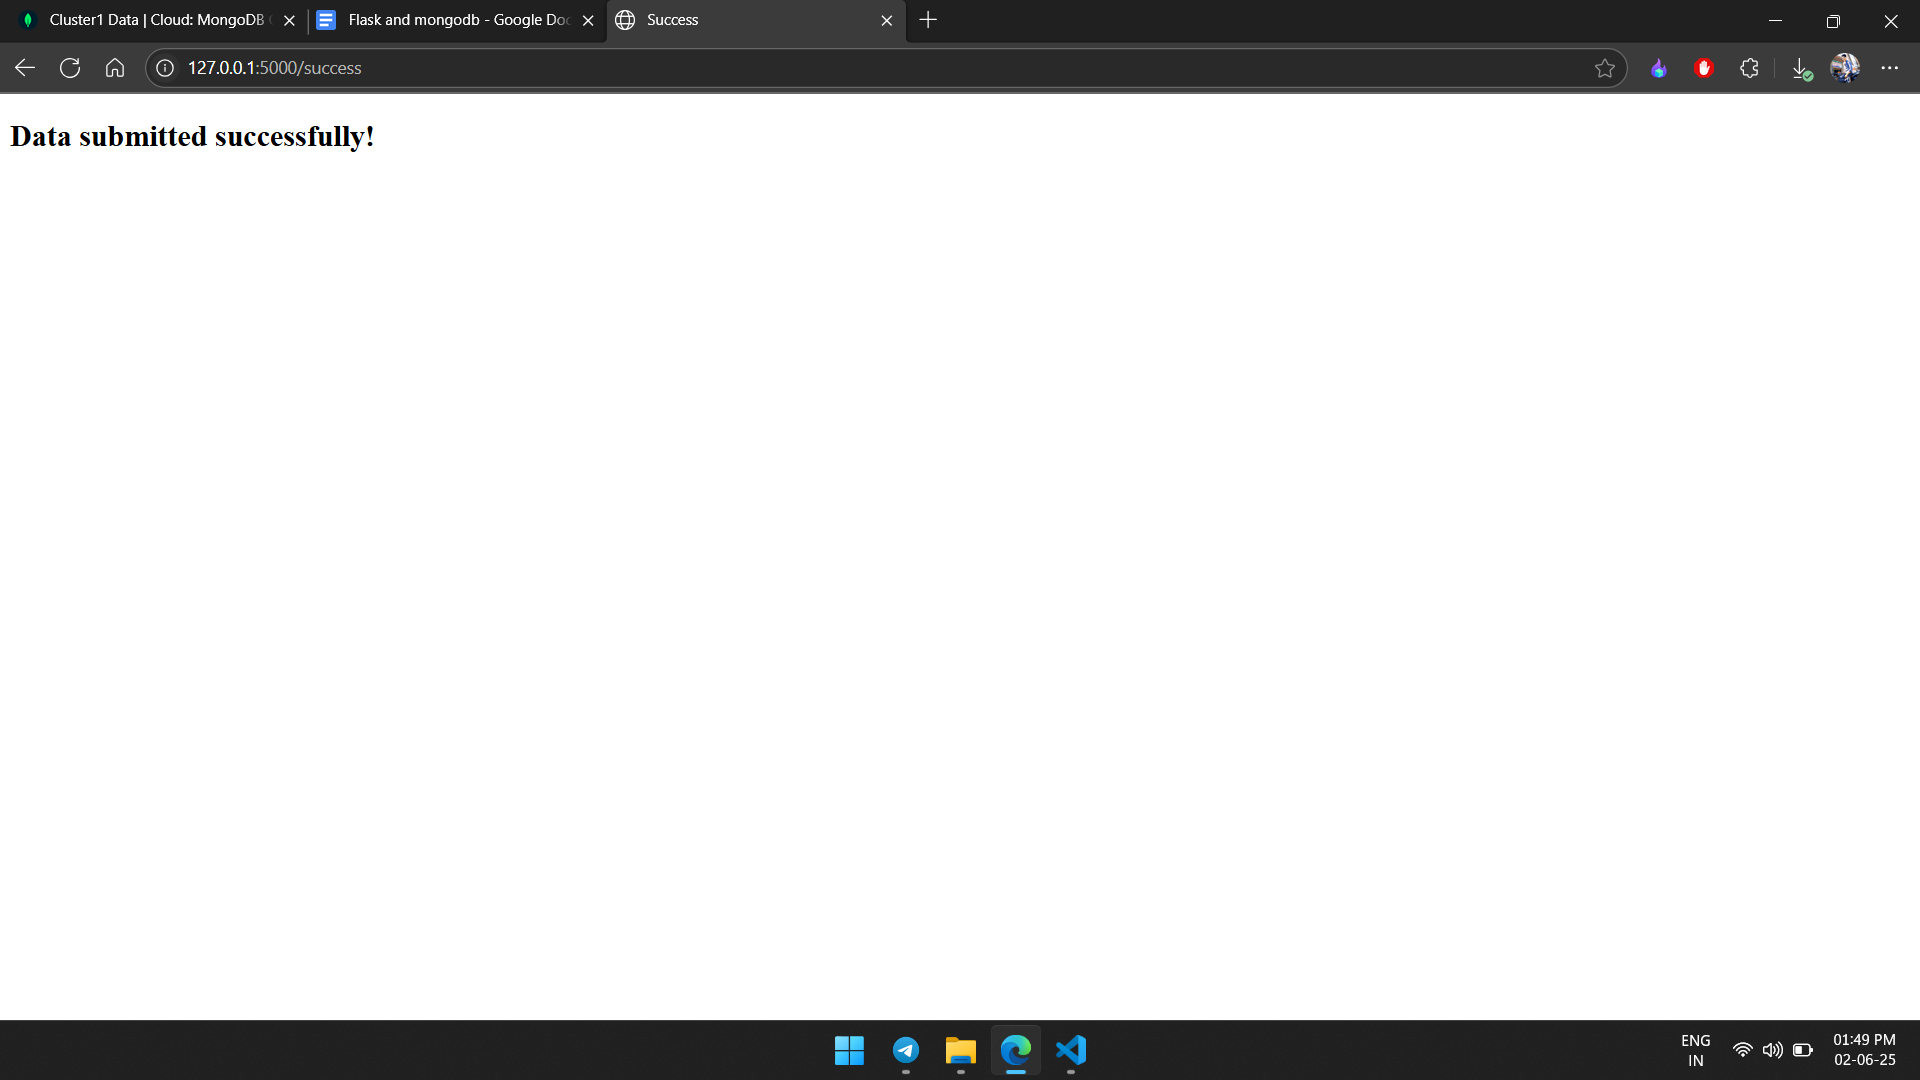 Cluster1 Data | Cloud: MongoDB
Flask and mongodb - Google Doc
Success
127.0.0.1:5000/success
Data submitted successfully!
ENG
IN
01:49 PM
02-06-25